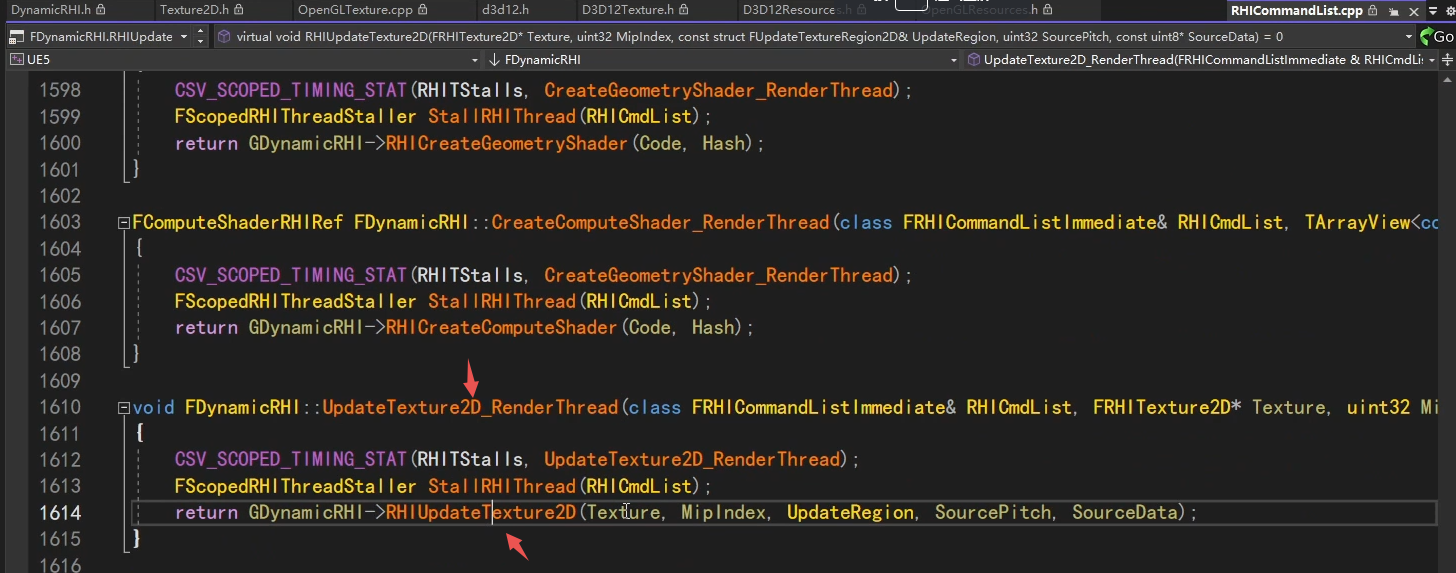 DynamicRHI.h Texture2D.h OpenGLTexture.cpp d3d12.h D3D12Texture.h D3D12Resources.h OpenGLResources.h RHICommandList.cpp
FDynamicRHI.RHIUpdate virtual void RHIUpdateTexture2D(FRHITexture2D* Texture, uint32 MipIndex, const struct FUpdateTextureRegion2D& UpdateRegion, uint32 SourcePitch, const uint8* SourceData) = 0 Go
UE5 FDynamicRHI UpdateTexture2D_RenderThread(FRHICommandListImmediate & RHICmdLi
1598 CSV_SCOPED_TIMING_STAT(RHITStalls, CreateGeometryShader_RenderThread);
1599 FScopedRHIThreadStaller StallRHIThread(RHICmdList);
1600 return GDynamicRHI->RHICreateGeometryShader(Code, Hash);
1601 }
1602
1603 FComputeShaderRHIRef FDynamicRHI::CreateComputeShader_RenderThread(class FRHICommandListImmediate& RHICmdList, TArrayView<co
1604 {
1605 CSV_SCOPED_TIMING_STAT(RHITStalls, CreateGeometryShader_RenderThread);
1606 FScopedRHIThreadStaller StallRHIThread(RHICmdList);
1607 return GDynamicRHI->RHICreateComputeShader(Code, Hash);
1608 }
1609
1610 void FDynamicRHI::UpdateTexture2D_RenderThread(class FRHICommandListImmediate& RHICmdList, FRHITexture2D* Texture, uint32 Mi
1611 {
1612 CSV_SCOPED_TIMING_STAT(RHITStalls, UpdateTexture2D_RenderThread);
1613 FScopedRHIThreadStaller StallRHIThread(RHICmdList);
1614 return GDynamicRHI->RHIUpdateTexture2D(Texture, MipIndex, UpdateRegion, SourcePitch, SourceData);
1615 }
1616